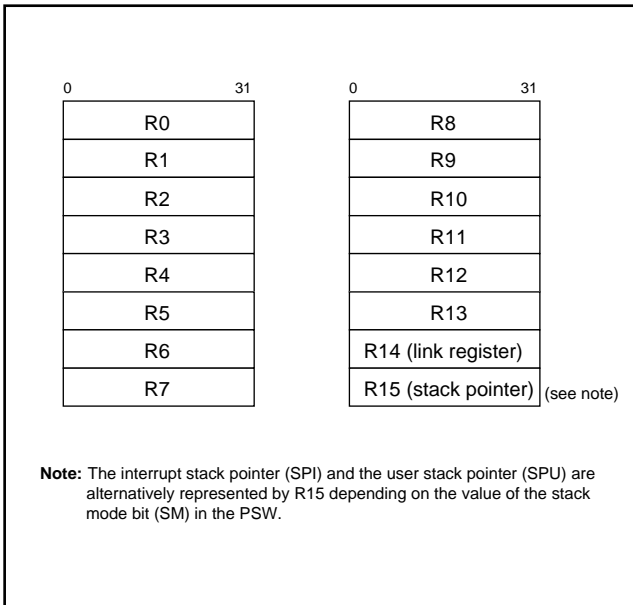 0 31
R0
R1
R2
R3
R4
R5
R6
R7
0 31
R8
R9
R10
R11
R12
R13
R14 (link register)
R15 (stack pointer) (see note)
Note: The interrupt stack pointer (SPI) and the user stack pointer (SPU) are
alternatively represented by R15 depending on the value of the stack
mode bit (SM) in the PSW.